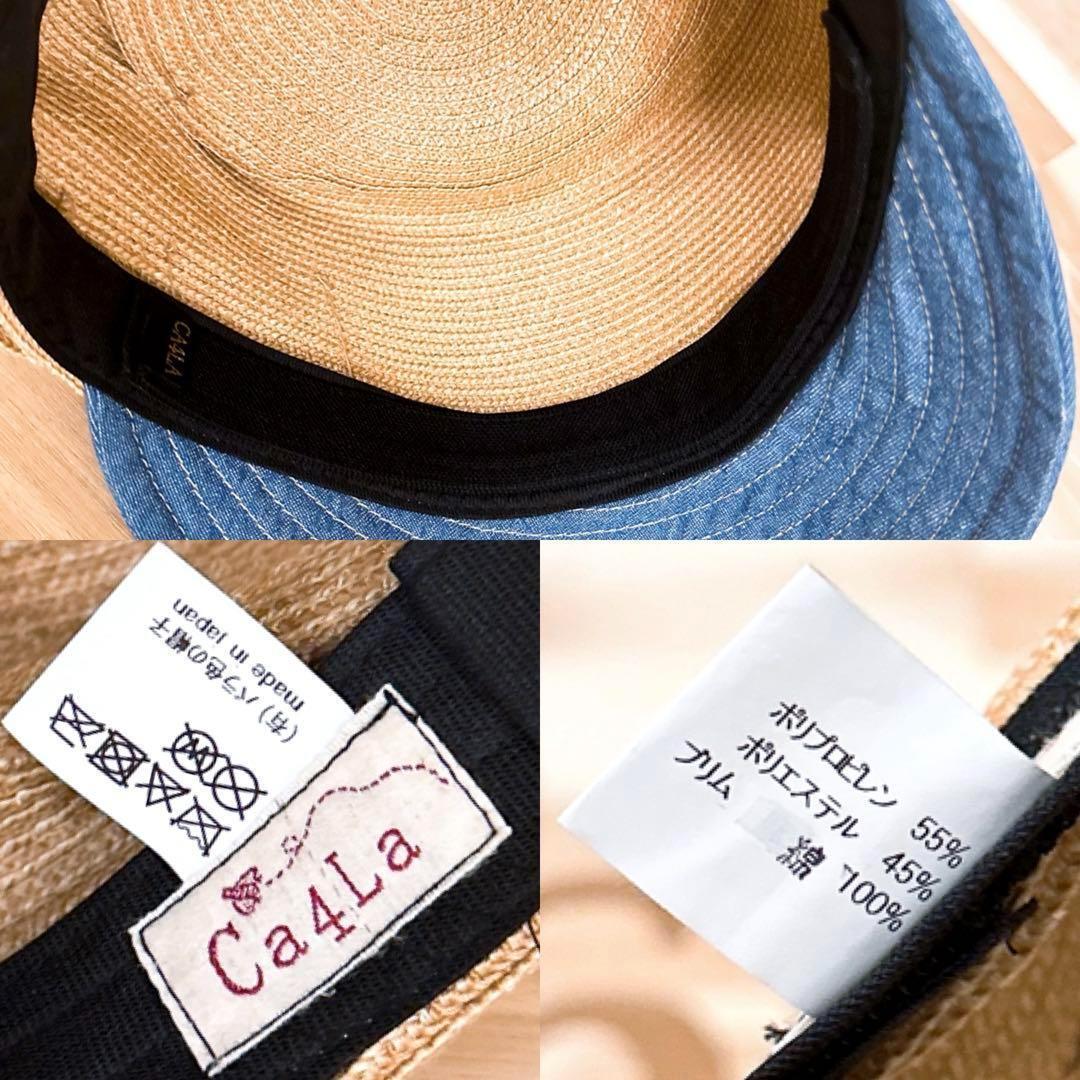 CA4LA
(有)バラ色の帽子
made in Japan
Ca4La
ポリプロピレン 55%
ポリエステル 45%
ブリム 綿 100%